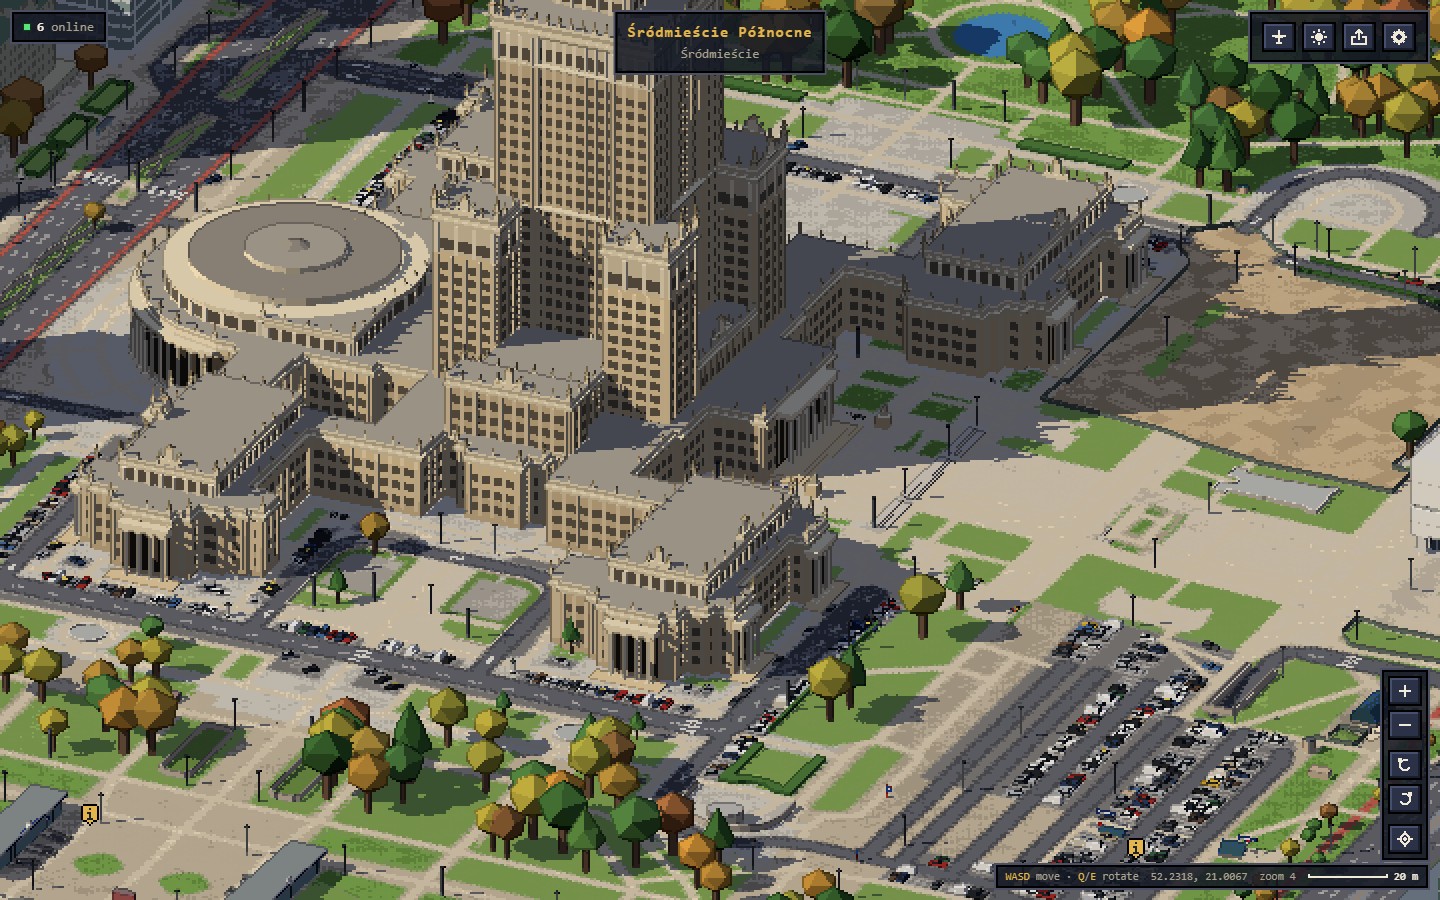 6 online
Śródmieście Północne
Śródmieście
WASD move · Q/E rotate 52.2318, 21.0067 zoom 4 20 m